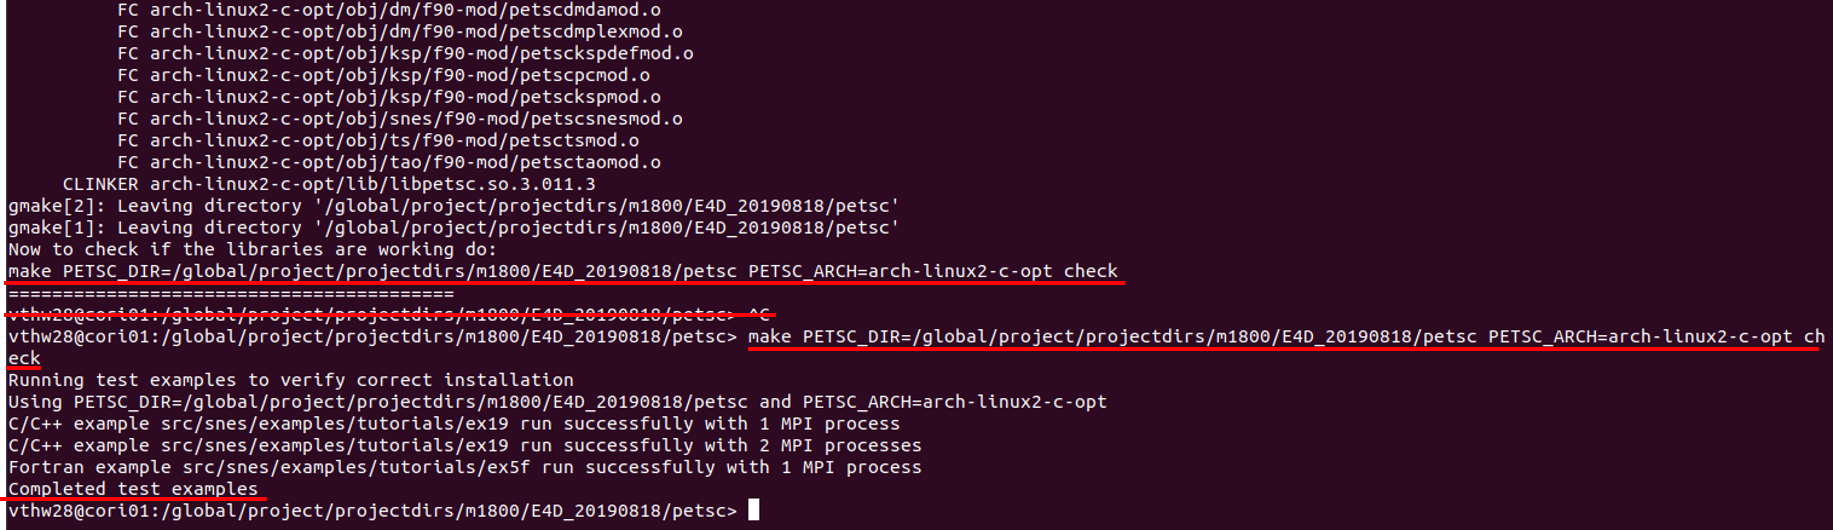 FC arch-linux2-c-opt/obj/dm/f90-mod/petscdmdamod.o
FC arch-linux2-c-opt/obj/dm/f90-mod/petscdmplexmod.o
FC arch-linux2-c-opt/obj/ksp/f90-mod/petsckspdefmod.o
FC arch-linux2-c-opt/obj/ksp/f90-mod/petscpcmod.o
FC arch-linux2-c-opt/obj/ksp/f90-mod/petsckspmod.o
FC arch-linux2-c-opt/obj/snes/f90-mod/petscsnesmod.o
FC arch-linux2-c-opt/obj/ts/f90-mod/petsctsmod.o
FC arch-linux2-c-opt/obj/tao/f90-mod/petsctaomod.o
CLINKER arch-linux2-c-opt/lib/libpetsc.so.3.011.3
gmake[2]: Leaving directory '/global/project/projectdirs/m1800/E4D_20190818/petsc'
gmake[1]: Leaving directory '/global/project/projectdirs/m1800/E4D_20190818/petsc'
Now to check if the libraries are working do:
make PETSC_DIR=/global/project/projectdirs/m1800/E4D_20190818/petsc PETSC_ARCH=arch-linux2-c-opt check
=========================================
vthw28@cori01:/global/project/projectdirs/m1800/E4D_20190818/petsc> ^C
vthw28@cori01:/global/project/projectdirs/m1800/E4D_20190818/petsc> make PETSC_DIR=/global/project/projectdirs/m1800/E4D_20190818/petsc PETSC_ARCH=arch-linux2-c-opt ch
eck
Running test examples to verify correct installation
Using PETSC_DIR=/global/project/projectdirs/m1800/E4D_20190818/petsc and PETSC_ARCH=arch-linux2-c-opt
C/C++ example src/snes/examples/tutorials/ex19 run successfully with 1 MPI process
C/C++ example src/snes/examples/tutorials/ex19 run successfully with 2 MPI processes
Fortran example src/snes/examples/tutorials/ex5f run successfully with 1 MPI process
Completed test examples
vthw28@cori01:/global/project/projectdirs/m1800/E4D_20190818/petsc>